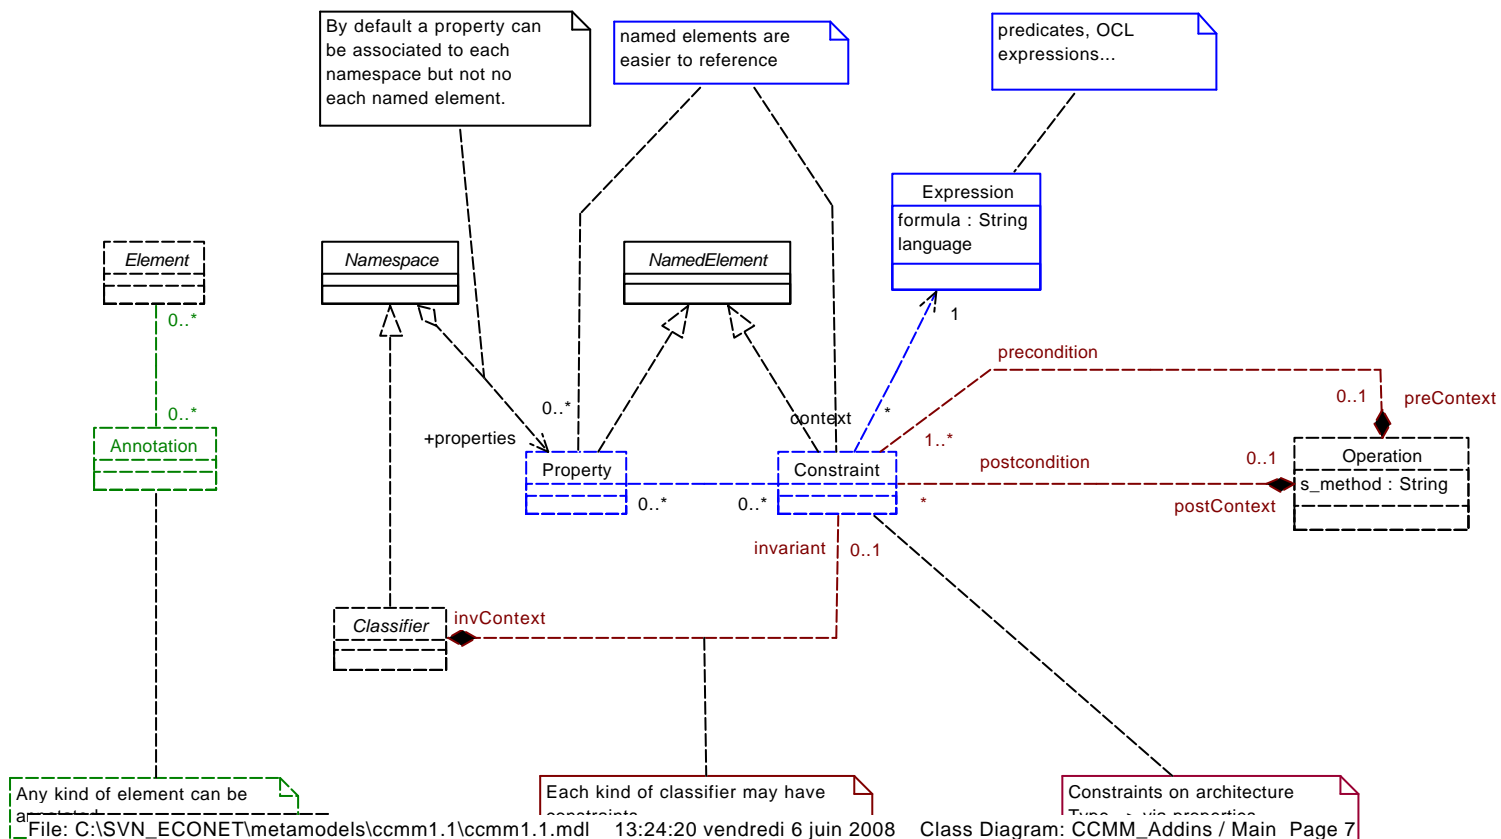 By default a property can
be associated to each
namespace but not no
each named element.
named elements are
easier to reference
predicates, OCL
expressions...
Expression
formula : String
language
Element
Namespace
NamedElement
0..*
1
precondition
0..*
0..*
context
*
0..1
preContext
Annotation
+properties
1..*
Property
Constraint
postcondition
0..1
Operation
s_method : String
0..*
0..*
*
postContext
invariant
0..1
Classifier
invContext
Any kind of element can be
annotated
Each kind of classifier may have
constraints
Constraints on architecture
Type --> via properties
File: C:\SVN_ECONET\metamodels\ccmm1.1\ccmm1.1.mdl 13:24:20 vendredi 6 juin 2008 Class Diagram: CCMM_Addins / Main Page 7